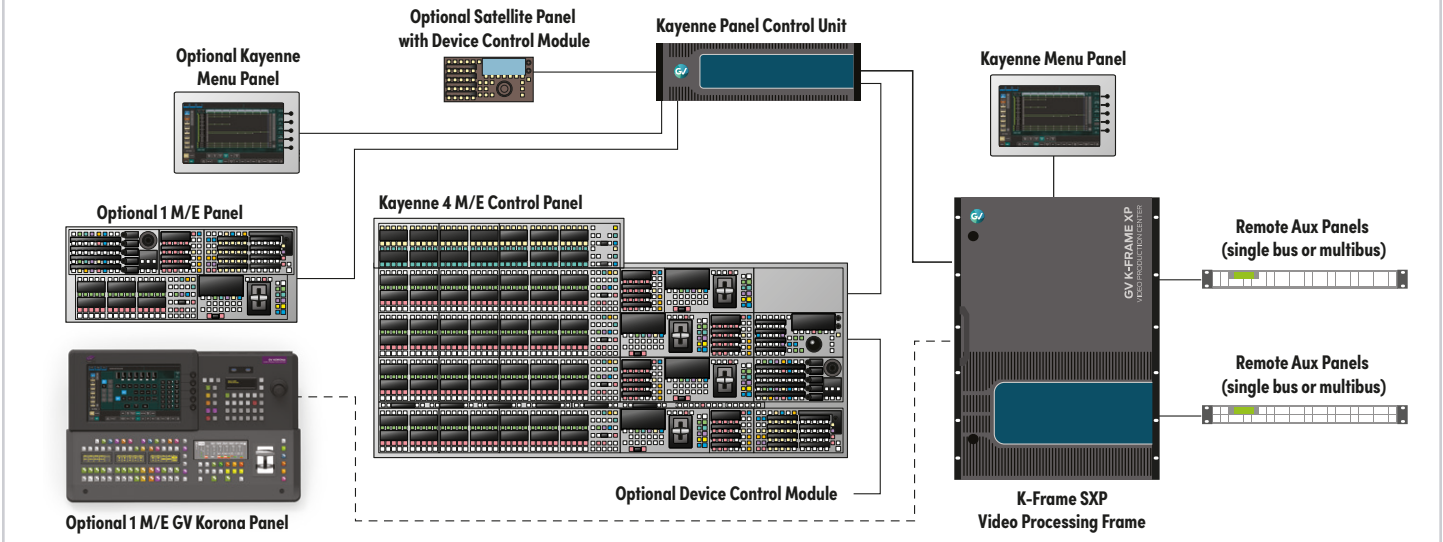 Optional Satellite Panel
with Device Control Module
Kayenne Panel Control Unit
Optional Kayenne
Menu Panel
Kayenne Menu Panel
GV
Optional 1 M/E Panel
Kayenne 4 M/E Control Panel
GV
GV K-FRAME XP
VIDEO PRODUCTION CENTER
Remote Aux Panels
(single bus or multibus)
Remote Aux Panels
(single bus or multibus)
Optional Device Control Module
Optional 1 M/E GV Korona Panel
K-Frame SXP
Video Processing Frame